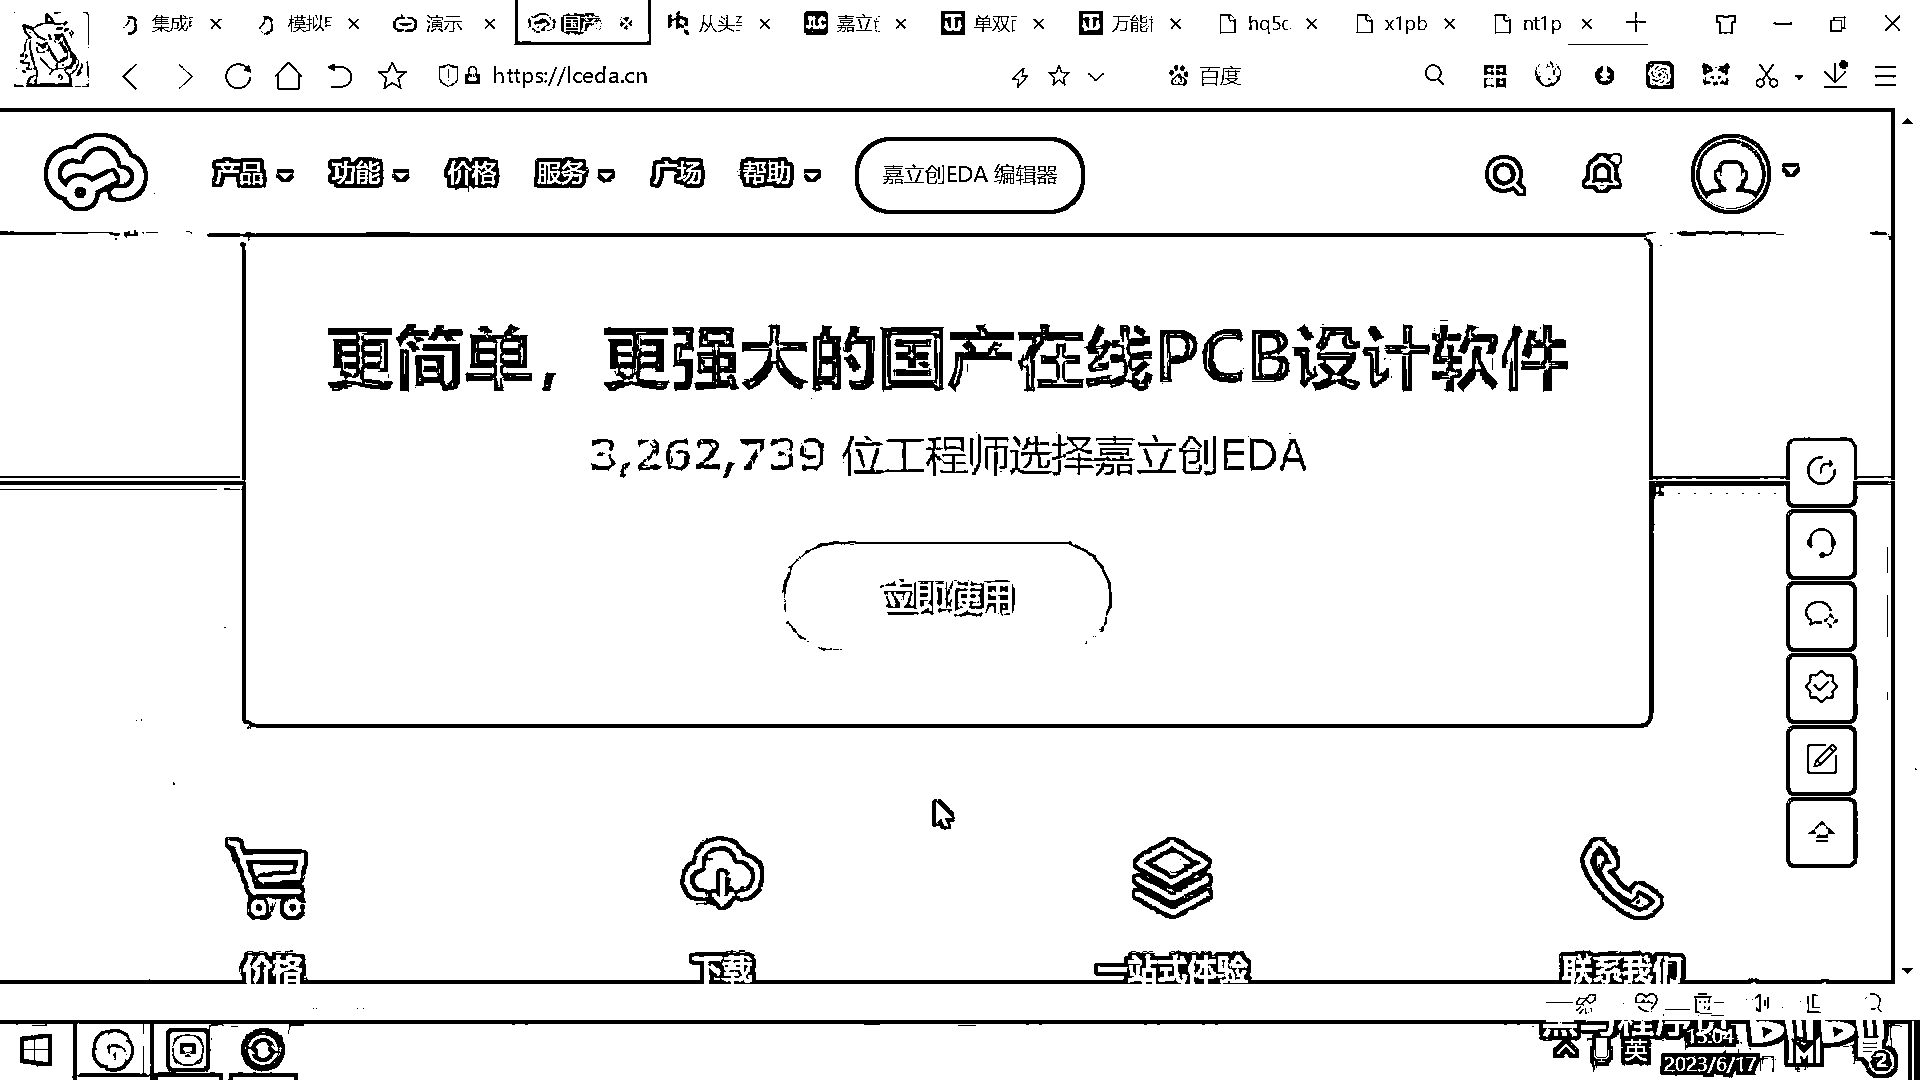 集成
模拟
演示
国产
从头
嘉立
单双
万能
hq5c
x1pb
nt1p
https://lceda.cn
百度
产品
功能
价格
服务
广场
帮助
嘉立创EDA 编辑器
更简单，更强大的国产在线PCB设计软件
3,262,739 位工程师选择嘉立创EDA
立即使用
价格
下载
一站式体验
联系我们
英
15:04
2023/6/17
2